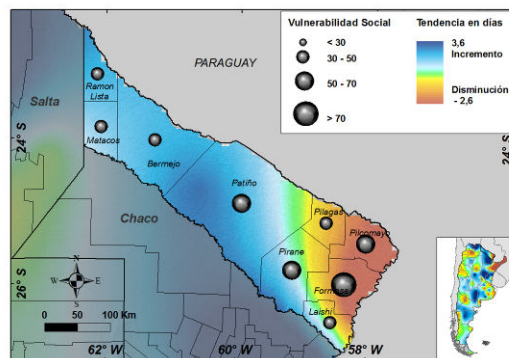 Vulnerabilidad Social
< 30
30 - 50
50 - 70
> 70
Tendencia en días
3,6
Incremento
Disminución
- 2,6
PARAGUAY
Salta
Ramon
Lista
Matacos
Bermejo
Patiño
Pilagas
Pilcomayo
Chaco
Pirane
Formosa
Laishi
24° S
24°
26° S
N
W
E
S
0 50 100 Km
62° W
60° W
58° W